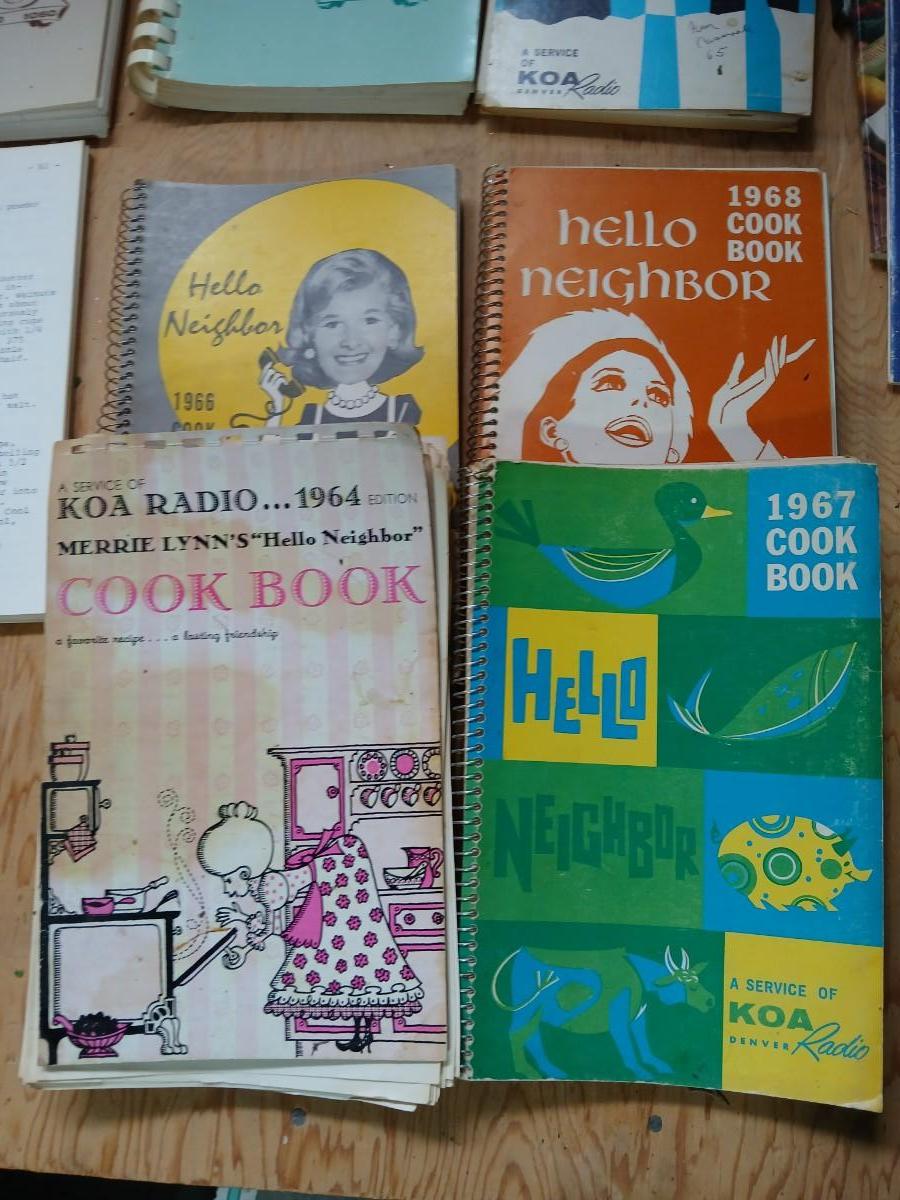 A SERVICE
OF
KOA
DENVER Radio
65
Hello
Neighbor
1966
COOK
1968
COOK
BOOK
hello
neighbor
A SERVICE OF
KOA RADIO...1964 EDITION
MERRIE LYNN'S "Hello Neighbor"
COOK BOOK
a favorite recipe . . . a lasting friendship
1967
COOK
BOOK
HELLO
NEIGHBOR
A SERVICE OF
KOA
DENVER Radio